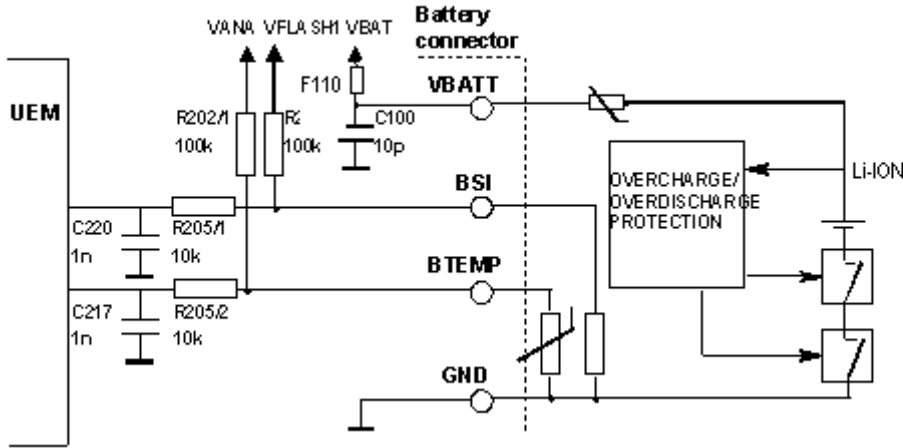 Battery
connector
VANA VFLASH1 VBAT
F110
VBATT
UEM
R202/1
100k
R2
100k
C100
10p
Li-ION
OVERCHARGE/
OVERDISCHARGE
PROTECTION
BSI
C220
1n
R205/1
10k
BTEMP
C217
1n
R205/2
10k
GND